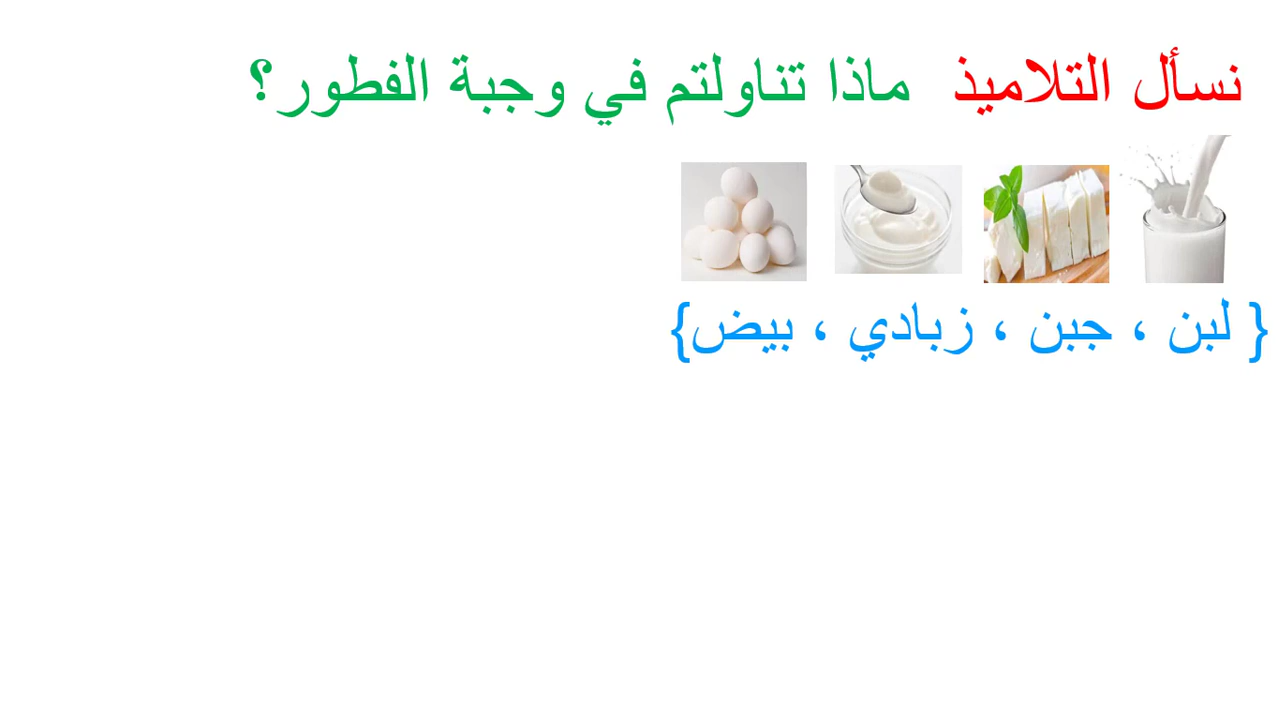 نسأل التلاميذ ماذا تناولتم في وجبة الفطور؟
{ لبن ، جبن ، زبادي ، بيض}